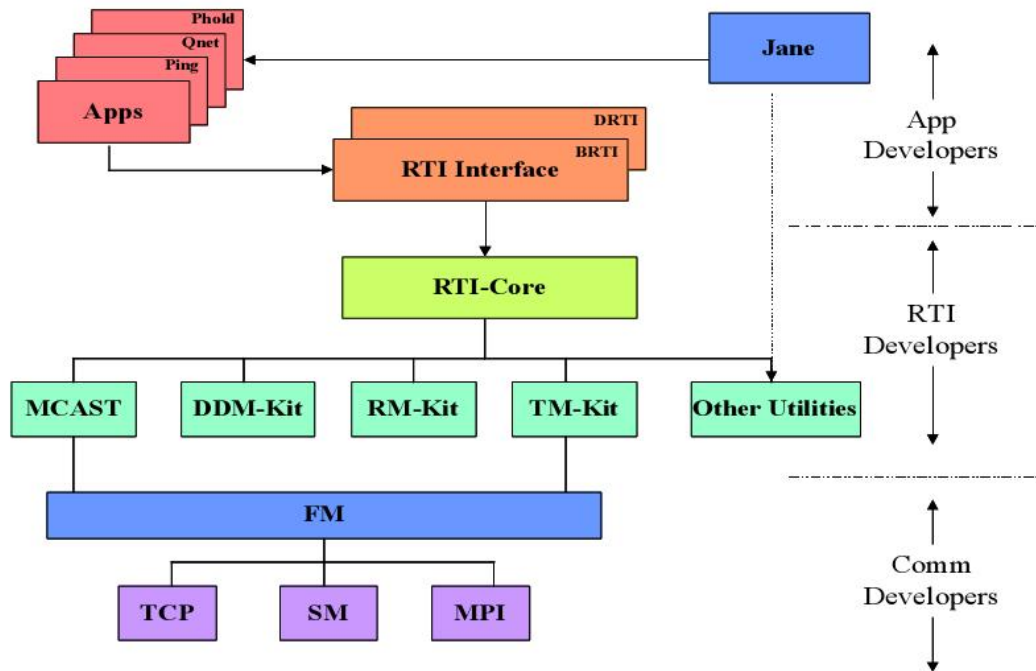 Phold
Qnet
Ping
Apps
Jane
DRTI
BRTI
RTI Interface
App
Developers
RTI-Core
RTI
Developers
MCAST
DDM-Kit
RM-Kit
TM-Kit
Other Utilities
FM
TCP
SM
MPI
Comm
Developers